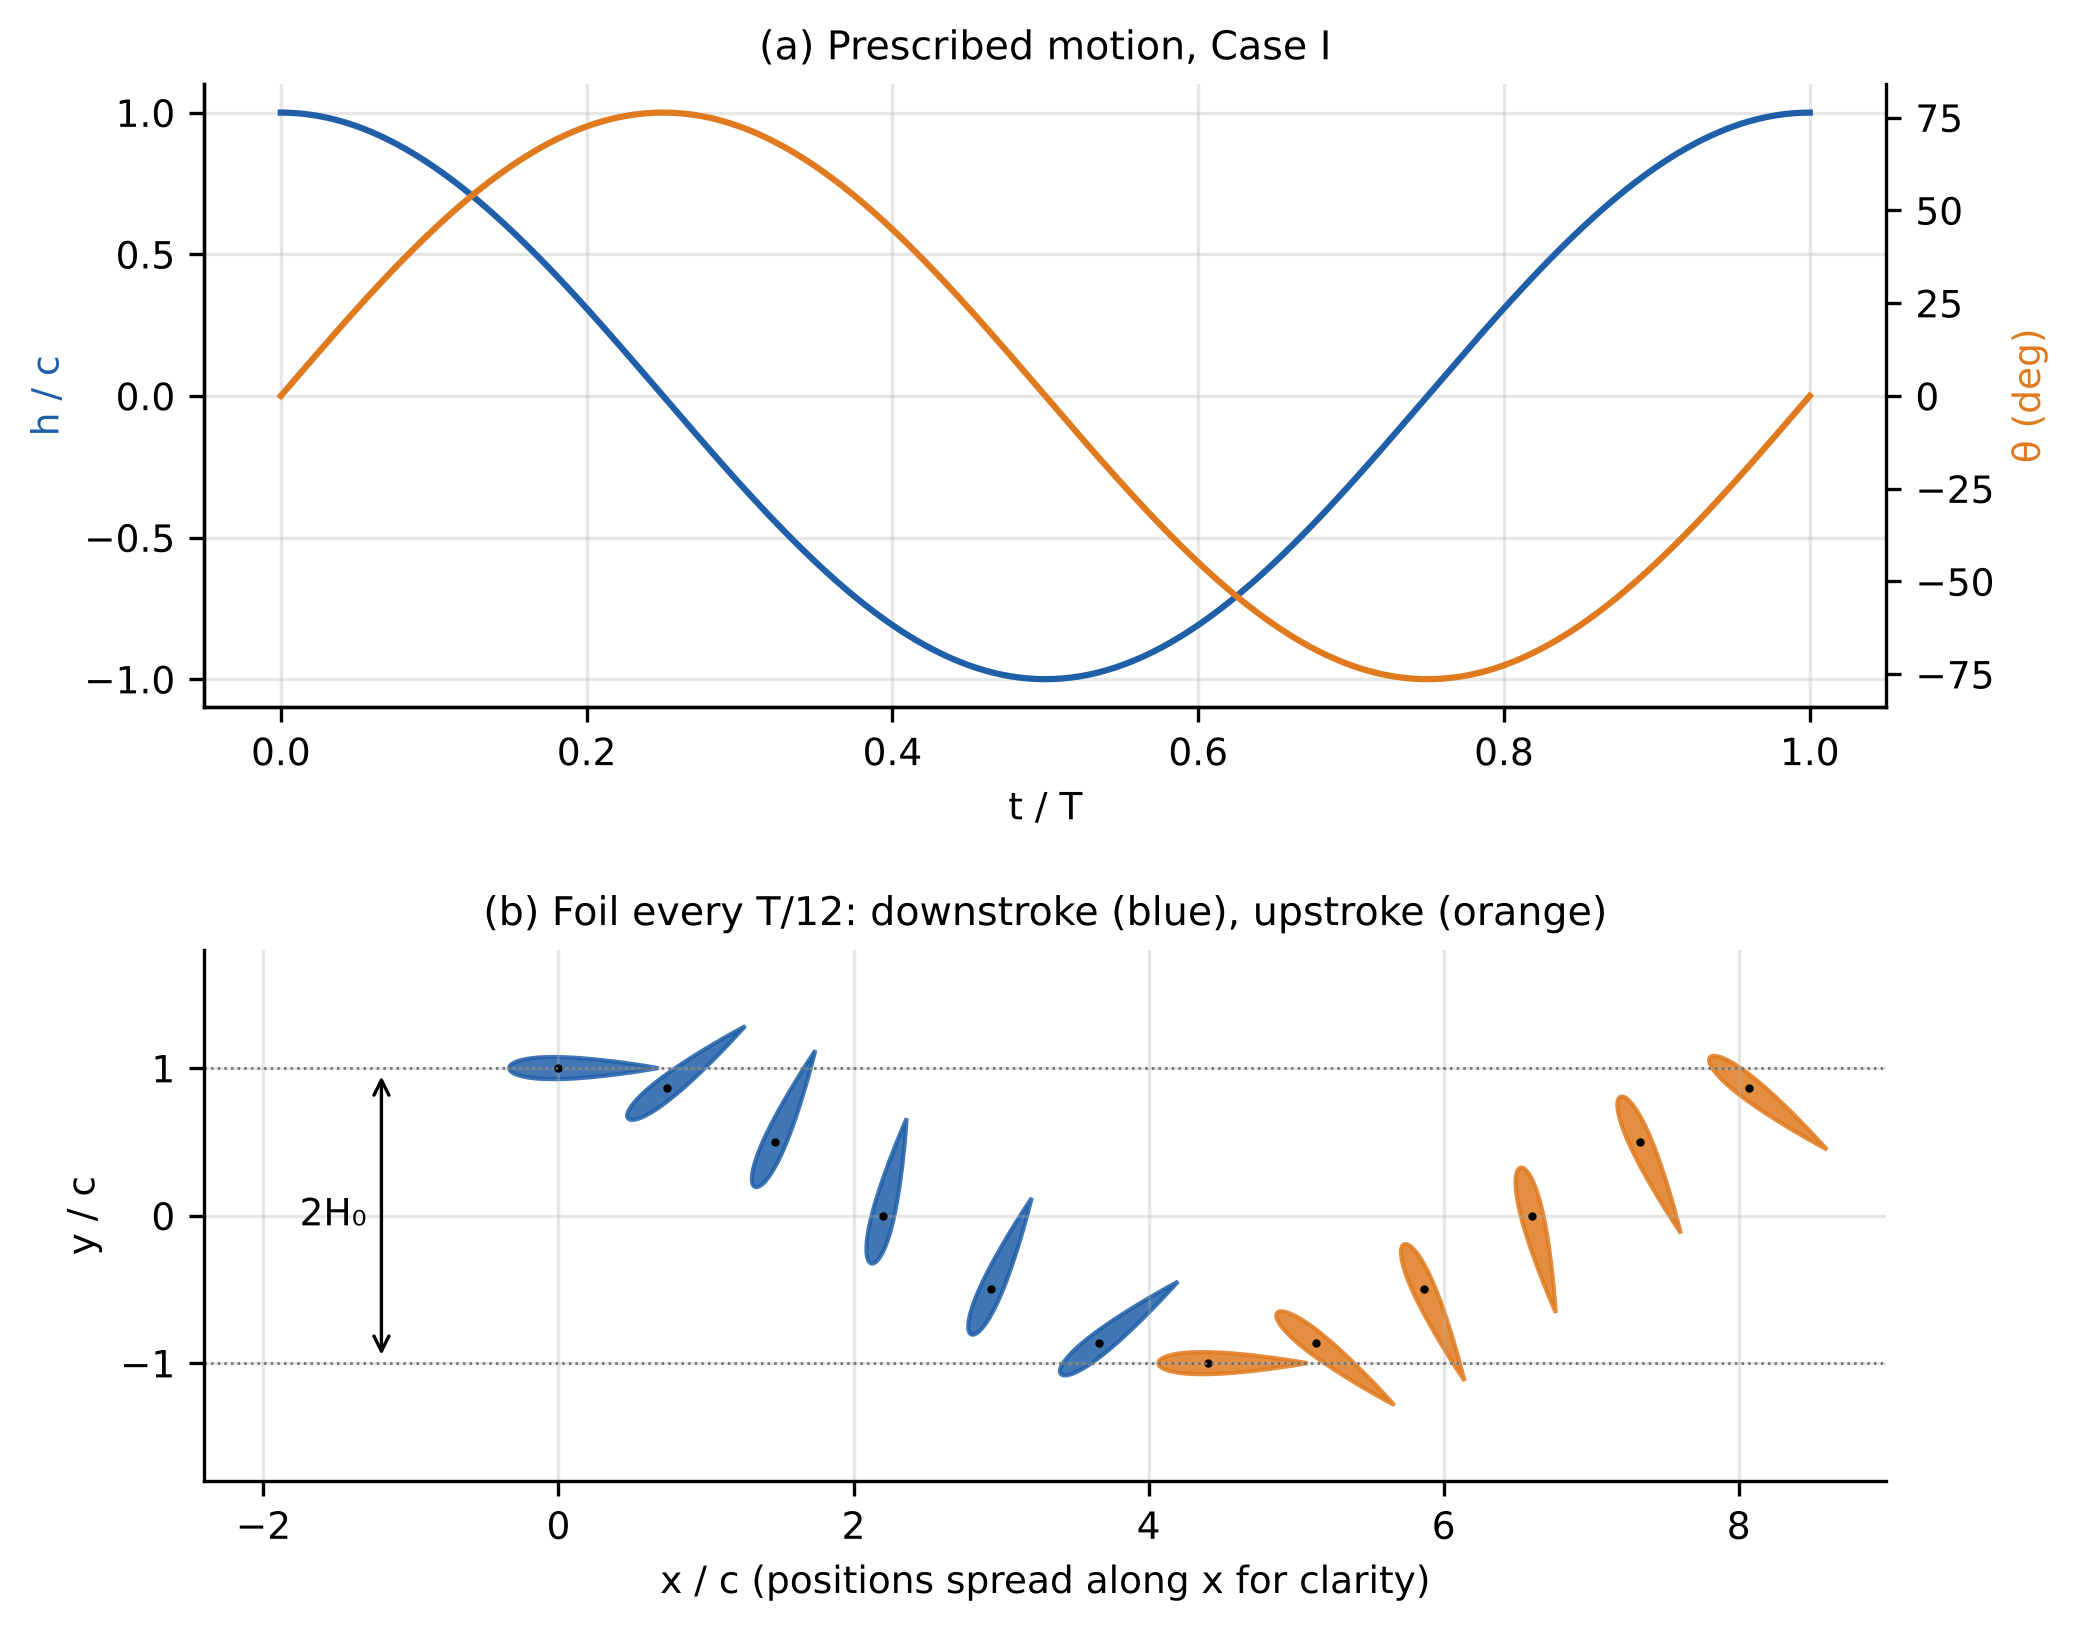 (a) Prescribed motion, Case I
1.0
0.5
0.0
−0.5
−1.0
h / c
75
50
25
0
−25
−50
−75
θ (deg)
0.0 0.2 0.4 0.6 0.8 1.0
t / T
(b) Foil every T/12: downstroke (blue), upstroke (orange)
1
0
−1
y / c
2H₀
−2 0 2 4 6 8
x / c (positions spread along x for clarity)